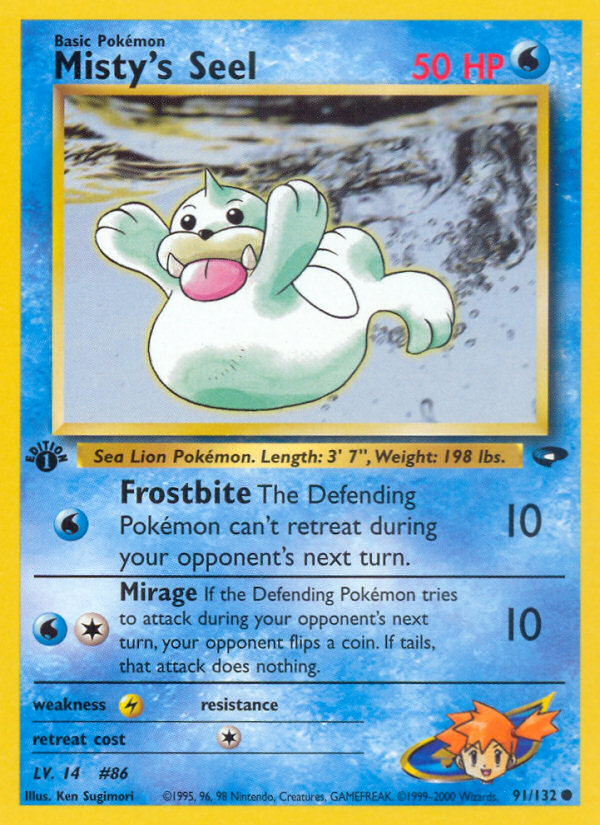 Basic Pokémon
Misty's Seel 50 HP
EDITION
1
Sea Lion Pokémon. Length: 3' 7", Weight: 198 lbs.
Frostbite The Defending
Pokémon can't retreat during
your opponent's next turn.
10
Mirage If the Defending Pokémon tries
to attack during your opponent's next
turn, your opponent flips a coin. If tails,
that attack does nothing.
10
weakness resistance
retreat cost
LV. 14 #86
Illus. Ken Sugimori ©1995, 96, 98 Nintendo, Creatures, GAMEFREAK. ©1999-2000 Wizards. 91/132